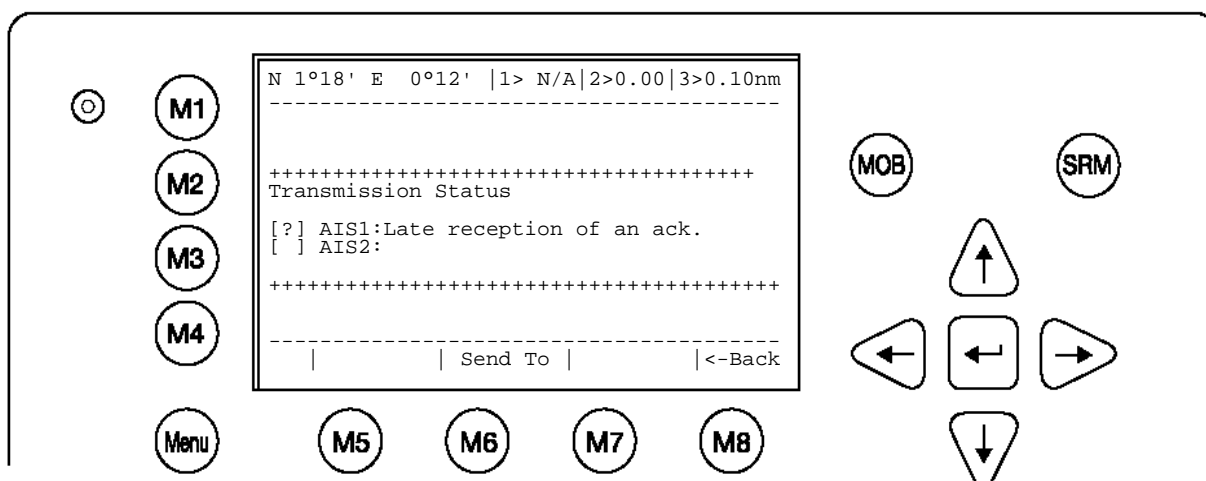 N 1°18' E 0°12' |1> N/A|2>0.00|3>0.10nm
----------------------------------------
++++++++++++++++++++++++++++++++++++++
Transmission Status
[?] AIS1:Late reception of an ack.
[ ] AIS2:
++++++++++++++++++++++++++++++++++++++++
----------------------------------------
| | Send To | |<-Back
M1
M2
M3
M4
Menu
M5
M6
M7
M8
MOB
SRM